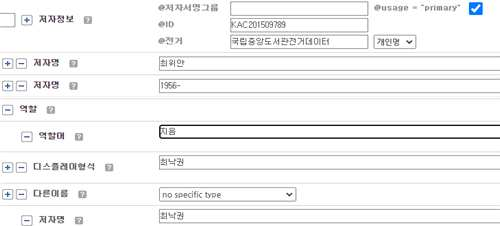 @저자서명그룹 @usage = "primary"
저자정보 ?
@ID KAC201509789
@전거 국립중앙도서관전거데이터 개인명
저자명 ? 최위안
저자명 ? 1956-
역할 ?
역할어 ? 지음
디스플레이형식 ? 최낙권
다른이름 ? no specific type
저자명 ? 최낙권